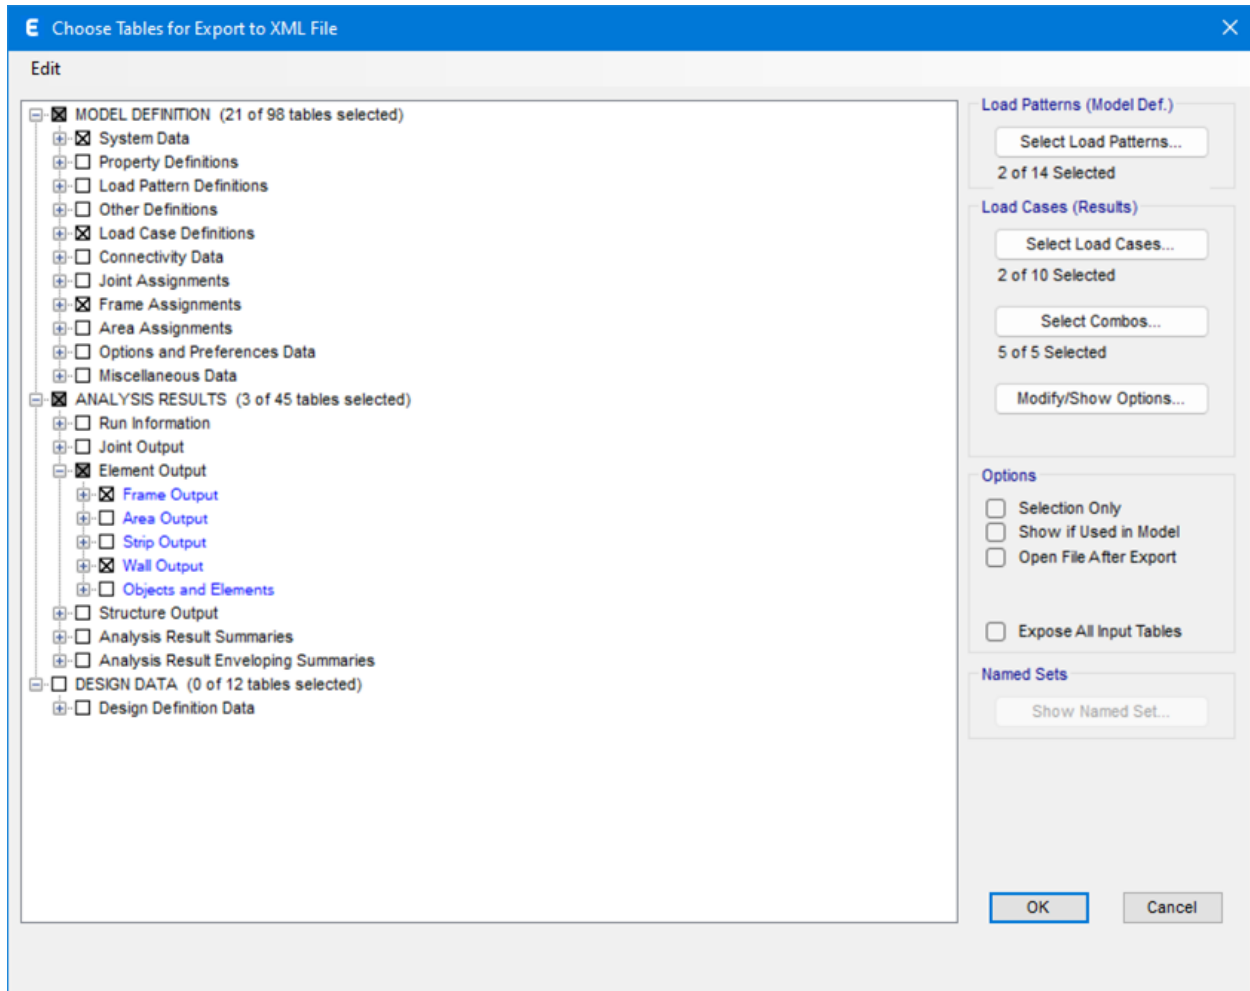 E Choose Tables for Export to XML File
Edit
MODEL DEFINITION (21 of 98 tables selected)
System Data
Property Definitions
Load Pattern Definitions
Other Definitions
Load Case Definitions
Connectivity Data
Joint Assignments
Frame Assignments
Area Assignments
Options and Preferences Data
Miscellaneous Data
ANALYSIS RESULTS (3 of 45 tables selected)
Run Information
Joint Output
Element Output
Frame Output
Area Output
Strip Output
Wall Output
Objects and Elements
Structure Output
Analysis Result Summaries
Analysis Result Enveloping Summaries
DESIGN DATA (0 of 12 tables selected)
Design Definition Data
Load Patterns (Model Def.)
Select Load Patterns...
2 of 14 Selected
Load Cases (Results)
Select Load Cases...
2 of 10 Selected
Select Combos...
5 of 5 Selected
Modify/Show Options...
Options
Selection Only
Show if Used in Model
Open File After Export
Expose All Input Tables
Named Sets
Show Named Set...
OK
Cancel